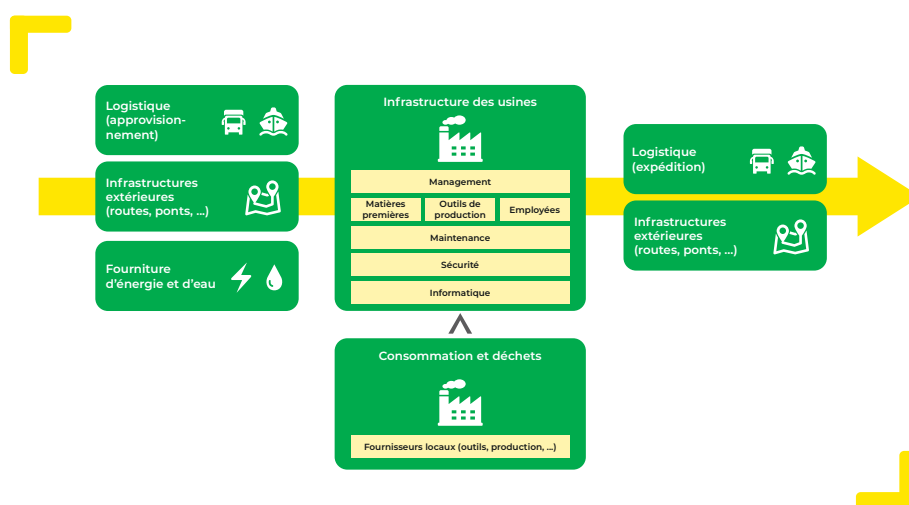 Logistique
(approvision-
nement)
Infrastructures
extérieures
(routes, ponts, ...)
Fourniture
d'énergie et d'eau
Infrastructure des usines
Management
Matières
premières
Outils de
production
Employées
Maintenance
Sécurité
Informatique
Consommation et déchets
Fournisseurs locaux (outils, production, ...)
Logistique
(expédition)
Infrastructures
extérieures
(routes, ponts, ...)